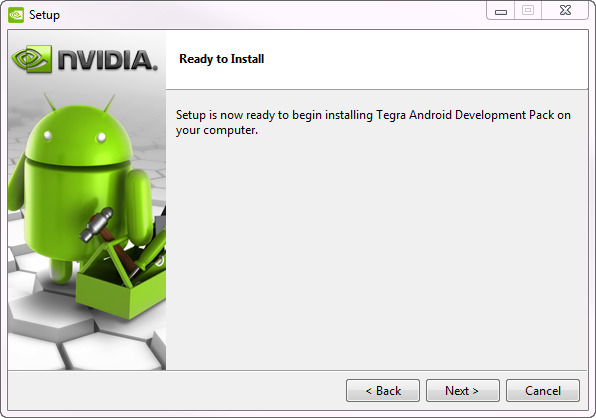 Setup
NVIDIA.
Ready to Install
Setup is now ready to begin installing Tegra Android Development Pack on
your computer.
< Back
Next >
Cancel